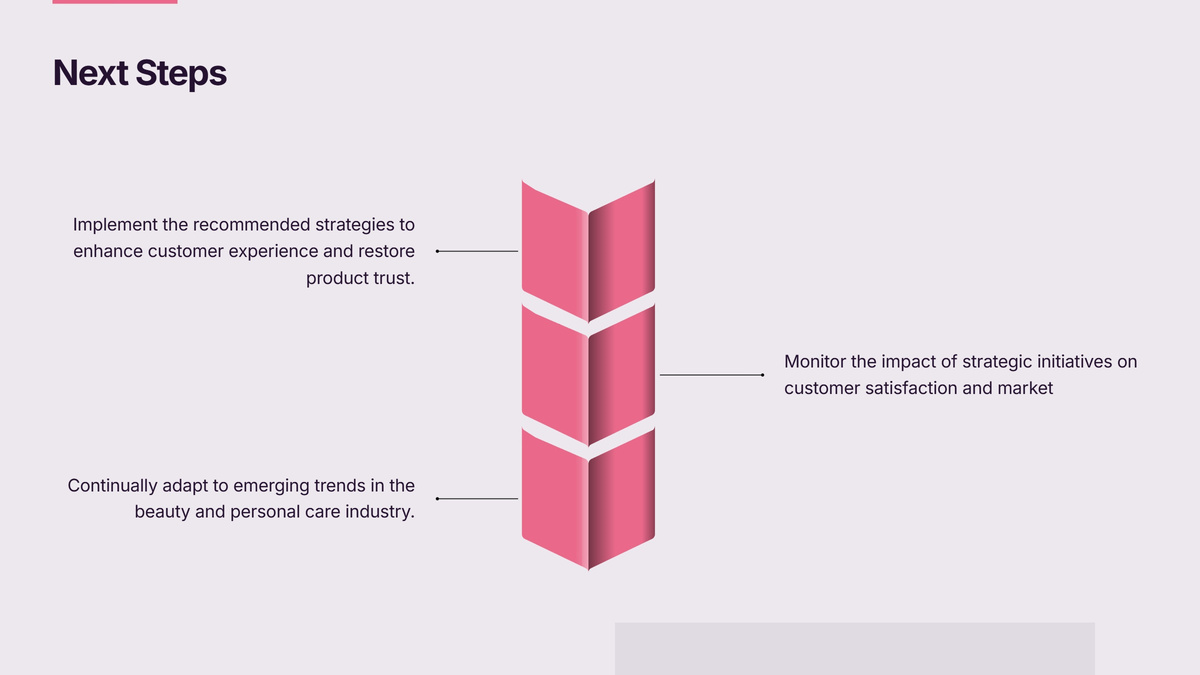 Next Steps
Implement the recommended strategies to
enhance customer experience and restore
product trust.
Monitor the impact of strategic initiatives on
customer satisfaction and market
Continually adapt to emerging trends in the
beauty and personal care industry.